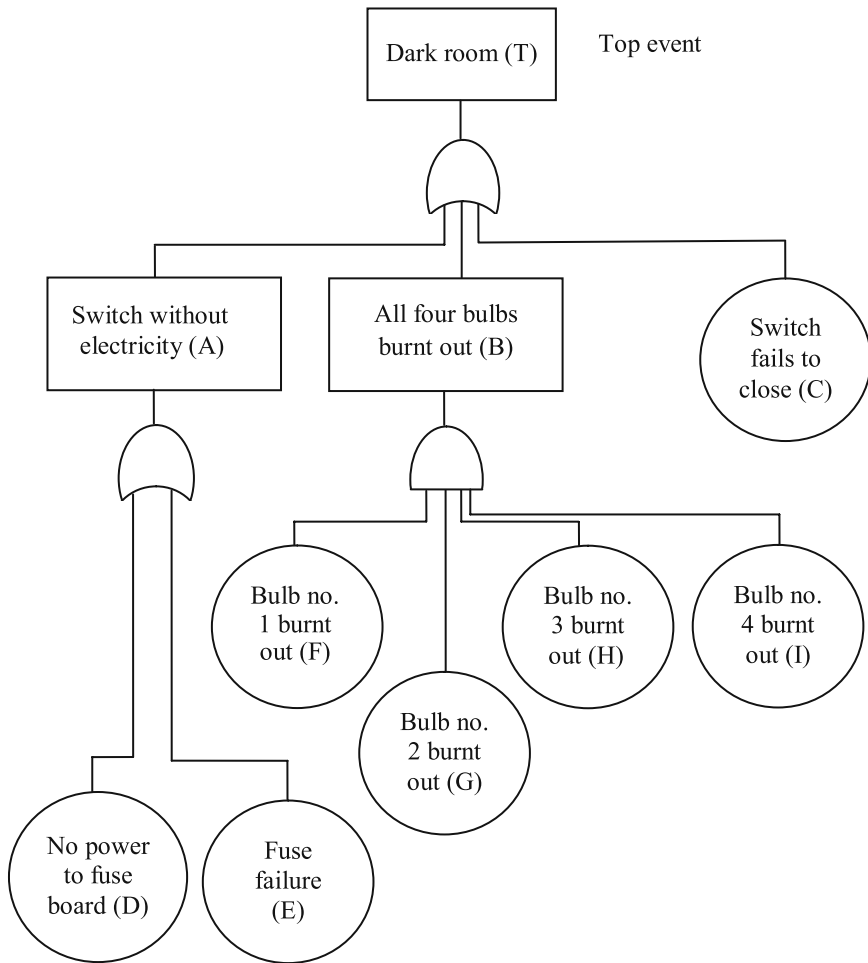 Dark room (T)
Top event
Switch without
electricity (A)
All four bulbs
burnt out (B)
Switch
fails to
close (C)
Bulb no.
1 burnt
out (F)
Bulb no.
2 burnt
out (G)
Bulb no.
3 burnt
out (H)
Bulb no.
4 burnt
out (I)
No power
to fuse
board (D)
Fuse
failure
(E)